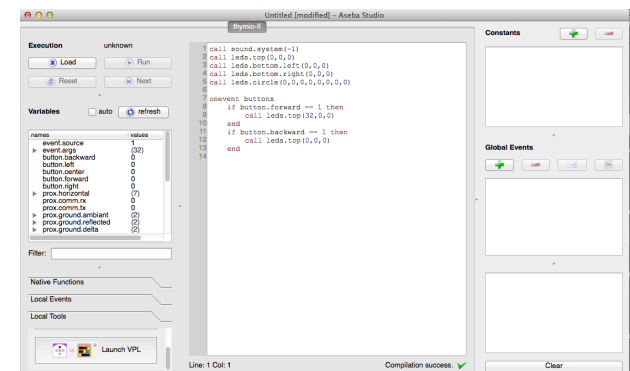 Untitled [modified] - Aseba Studio
thymio-II
Execution unknown
Load Run
Reset Next
Variables auto refresh
names values
event.source 1
event.args (32)
button.backward 0
button.left 0
button.center 0
button.forward 0
button.right 0
prox.horizontal (7)
prox.comm.rx 0
prox.comm.tx 0
prox.ground.ambiant (2)
prox.ground.reflected (2)
prox.ground.delta (2)
Filter:
Native Functions
Local Events
Local Tools
Launch VPL
1 call sound.system(-1)
2 call leds.top(0,0,0)
3 call leds.bottom.left(0,0,0)
4 call leds.bottom.right(0,0,0)
5 call leds.circle(0,0,0,0,0,0,0,0)
6
7 onevent buttons
8 if button.forward == 1 then
9 call leds.top(32,0,0)
10 end
11 if button.backward == 1 then
12 call leds.top(0,0,0)
13 end
14
Line: 1 Col: 1 Compilation success.
Constants
Global Events
Clear